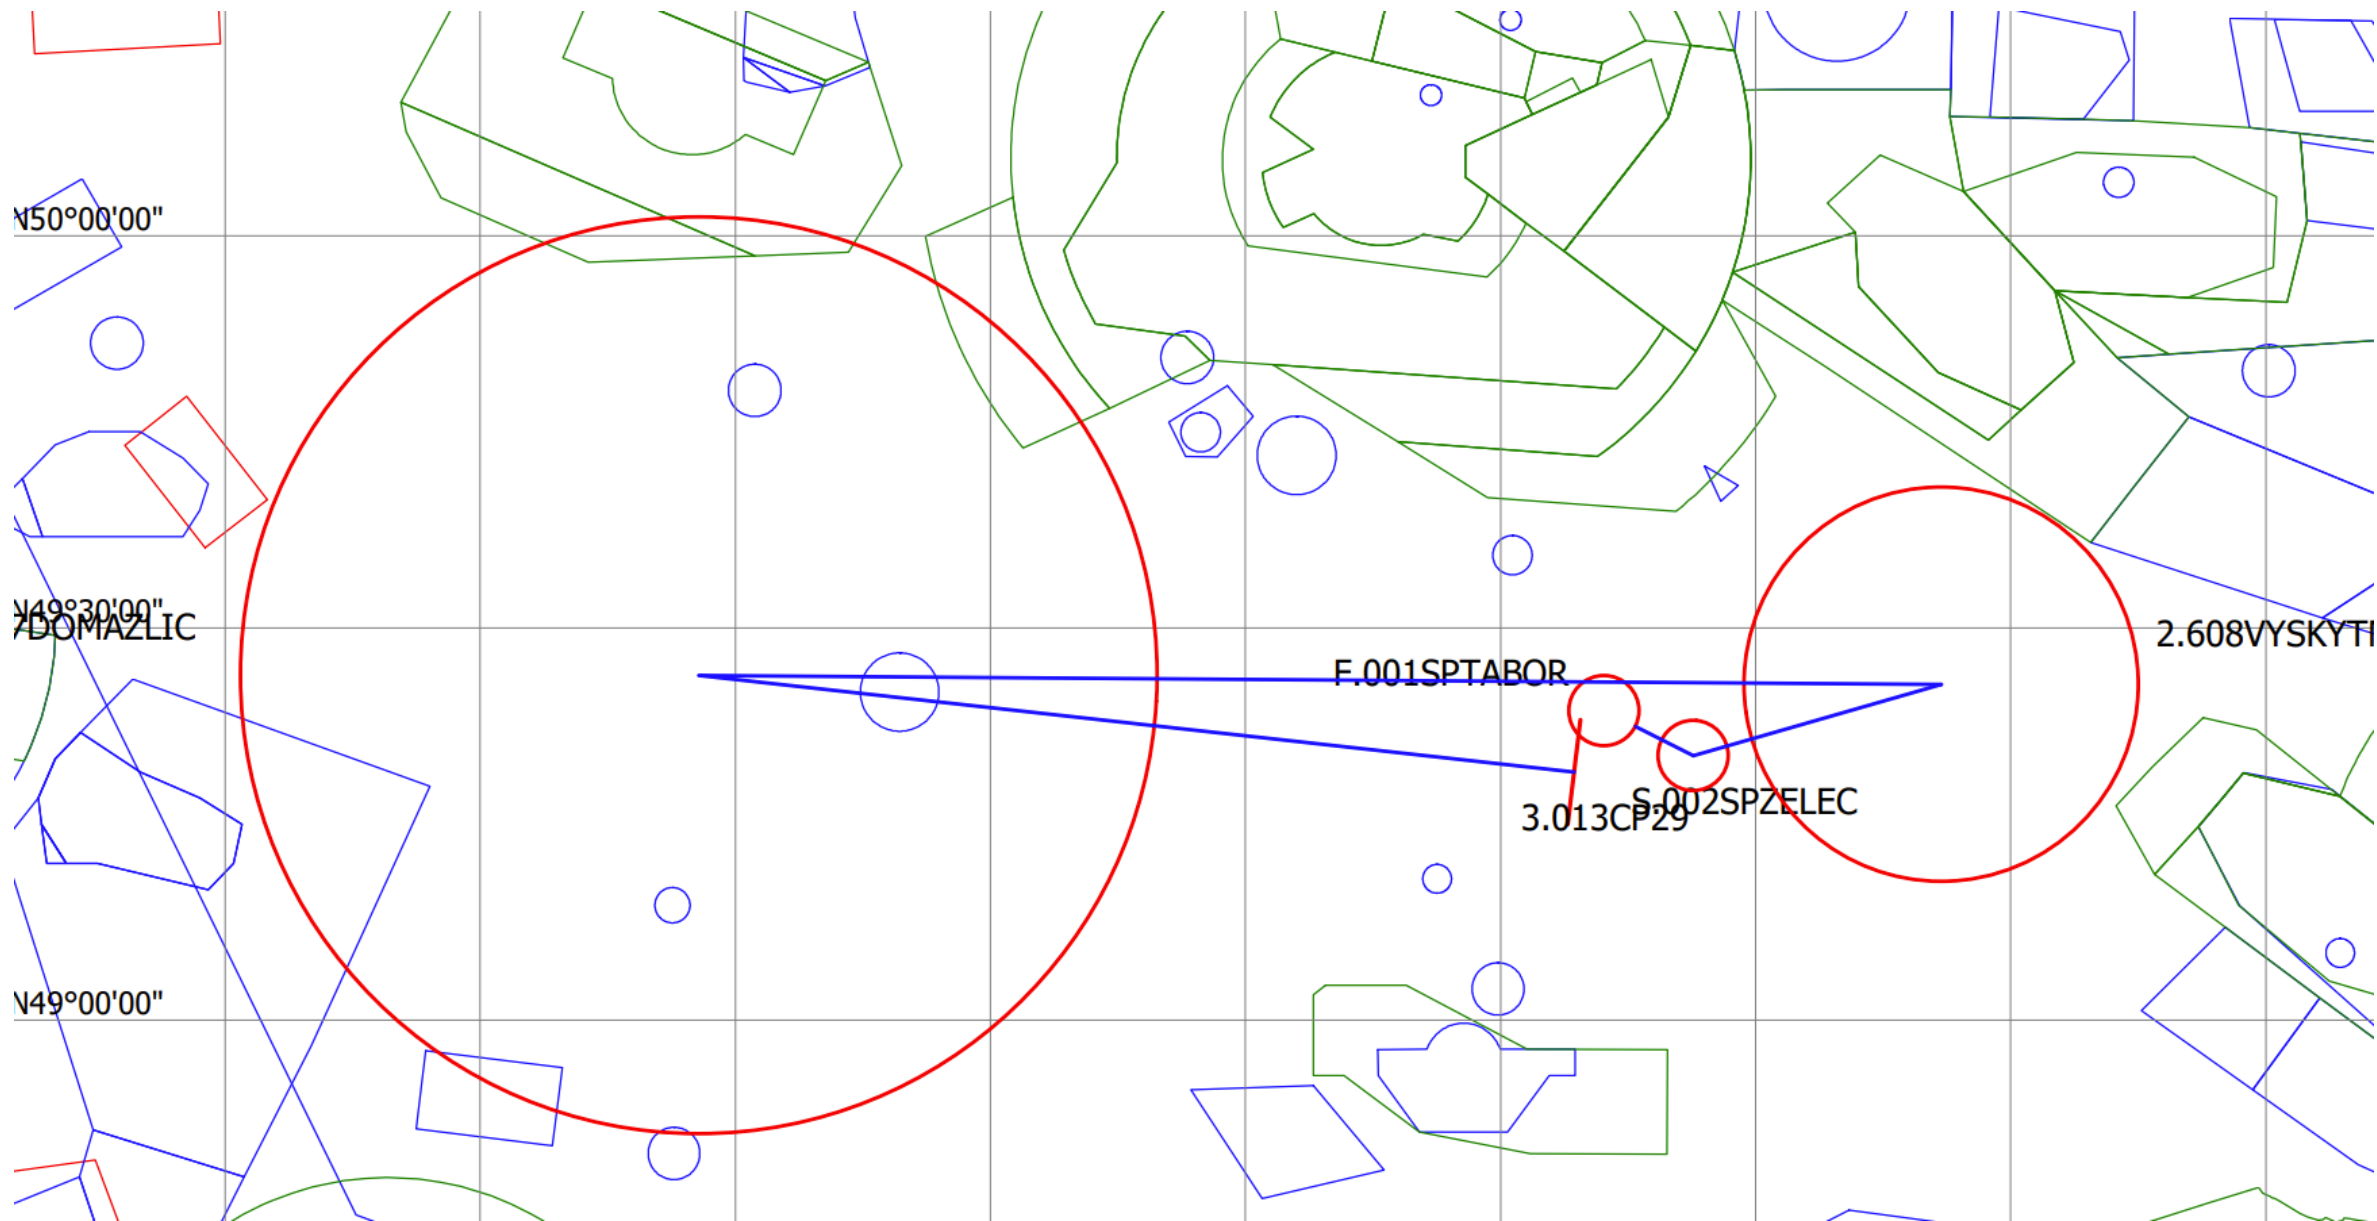 N50°00'00"
N49°30'00"
7DOMAZLIC
2.608VYSKYT
F.001SPTABOR
S.002SPZELEC
3.013CP29
N49°00'00"